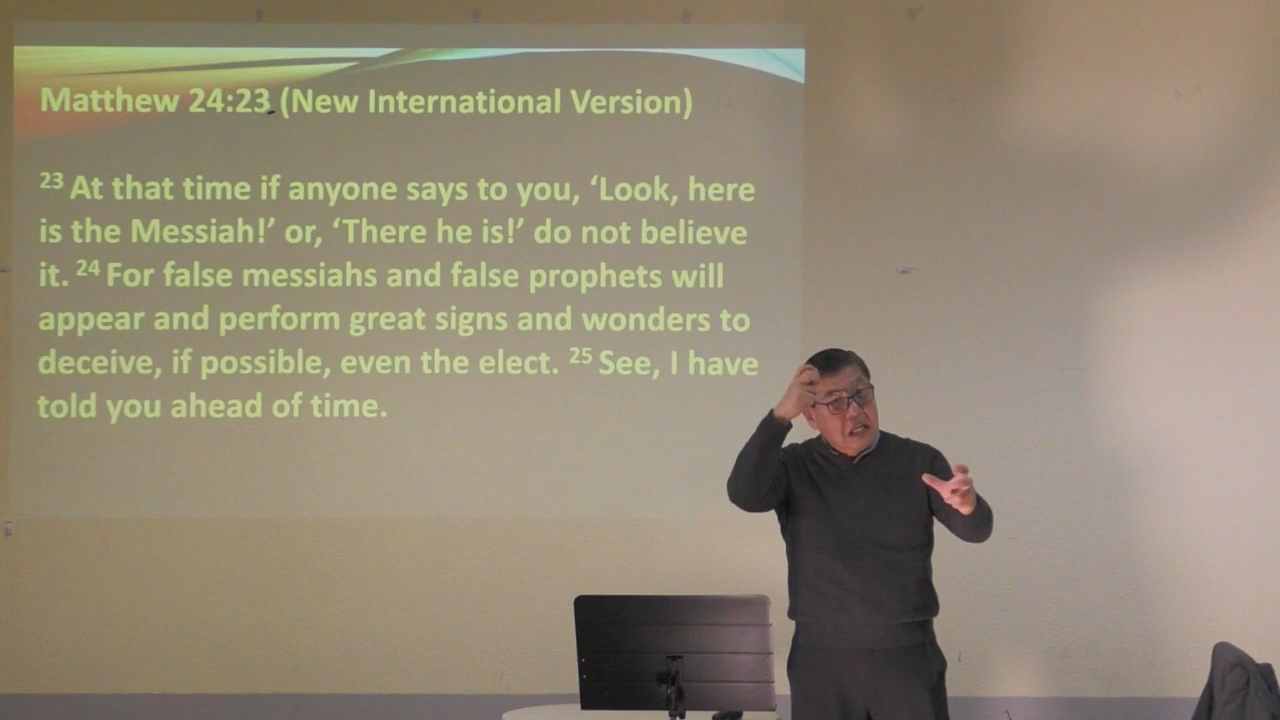 Matthew 24:23 (New International Version)
23 At that time if anyone says to you, ‘Look, here
is the Messiah!’ or, ‘There he is!’ do not believe
it. 24 For false messiahs and false prophets will
appear and perform great signs and wonders to
deceive, if possible, even the elect. 25 See, I have
told you ahead of time.